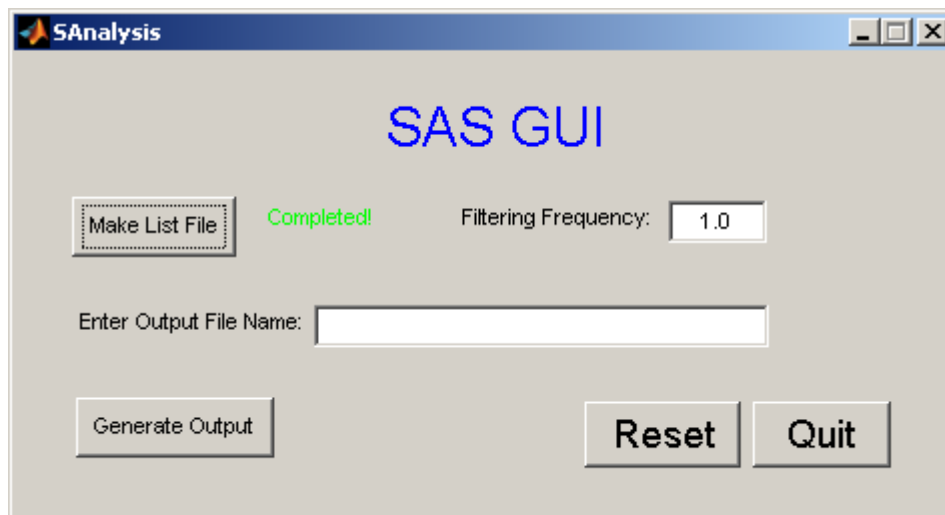 SAnalysis
SAS GUI
Make List File
Completed!
Filtering Frequency:
1.0
Enter Output File Name:
Generate Output
Reset
Quit